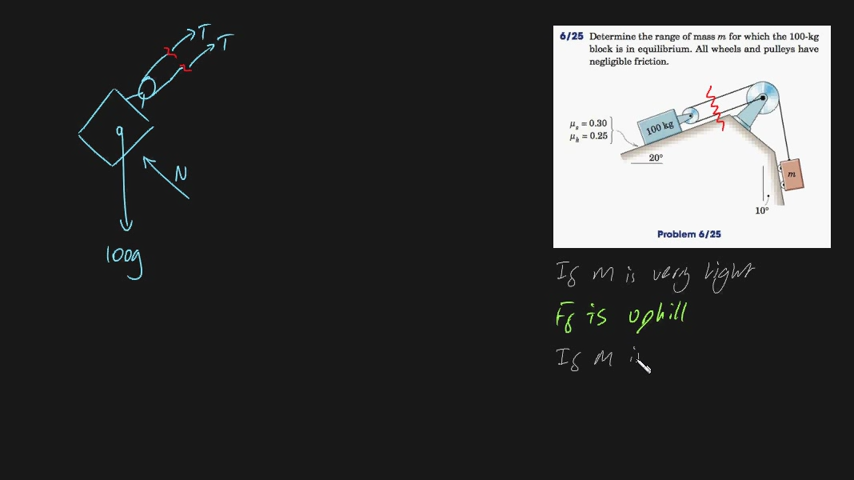 T
T
N
100g
6/25 Determine the range of mass m for which the 100-kg
block is in equilibrium. All wheels and pulleys have
negligible friction.
μs = 0.30
μk = 0.25
100 kg
20°
m
10°
Problem 6/25
If m is very light
Ff is uphill
If m i